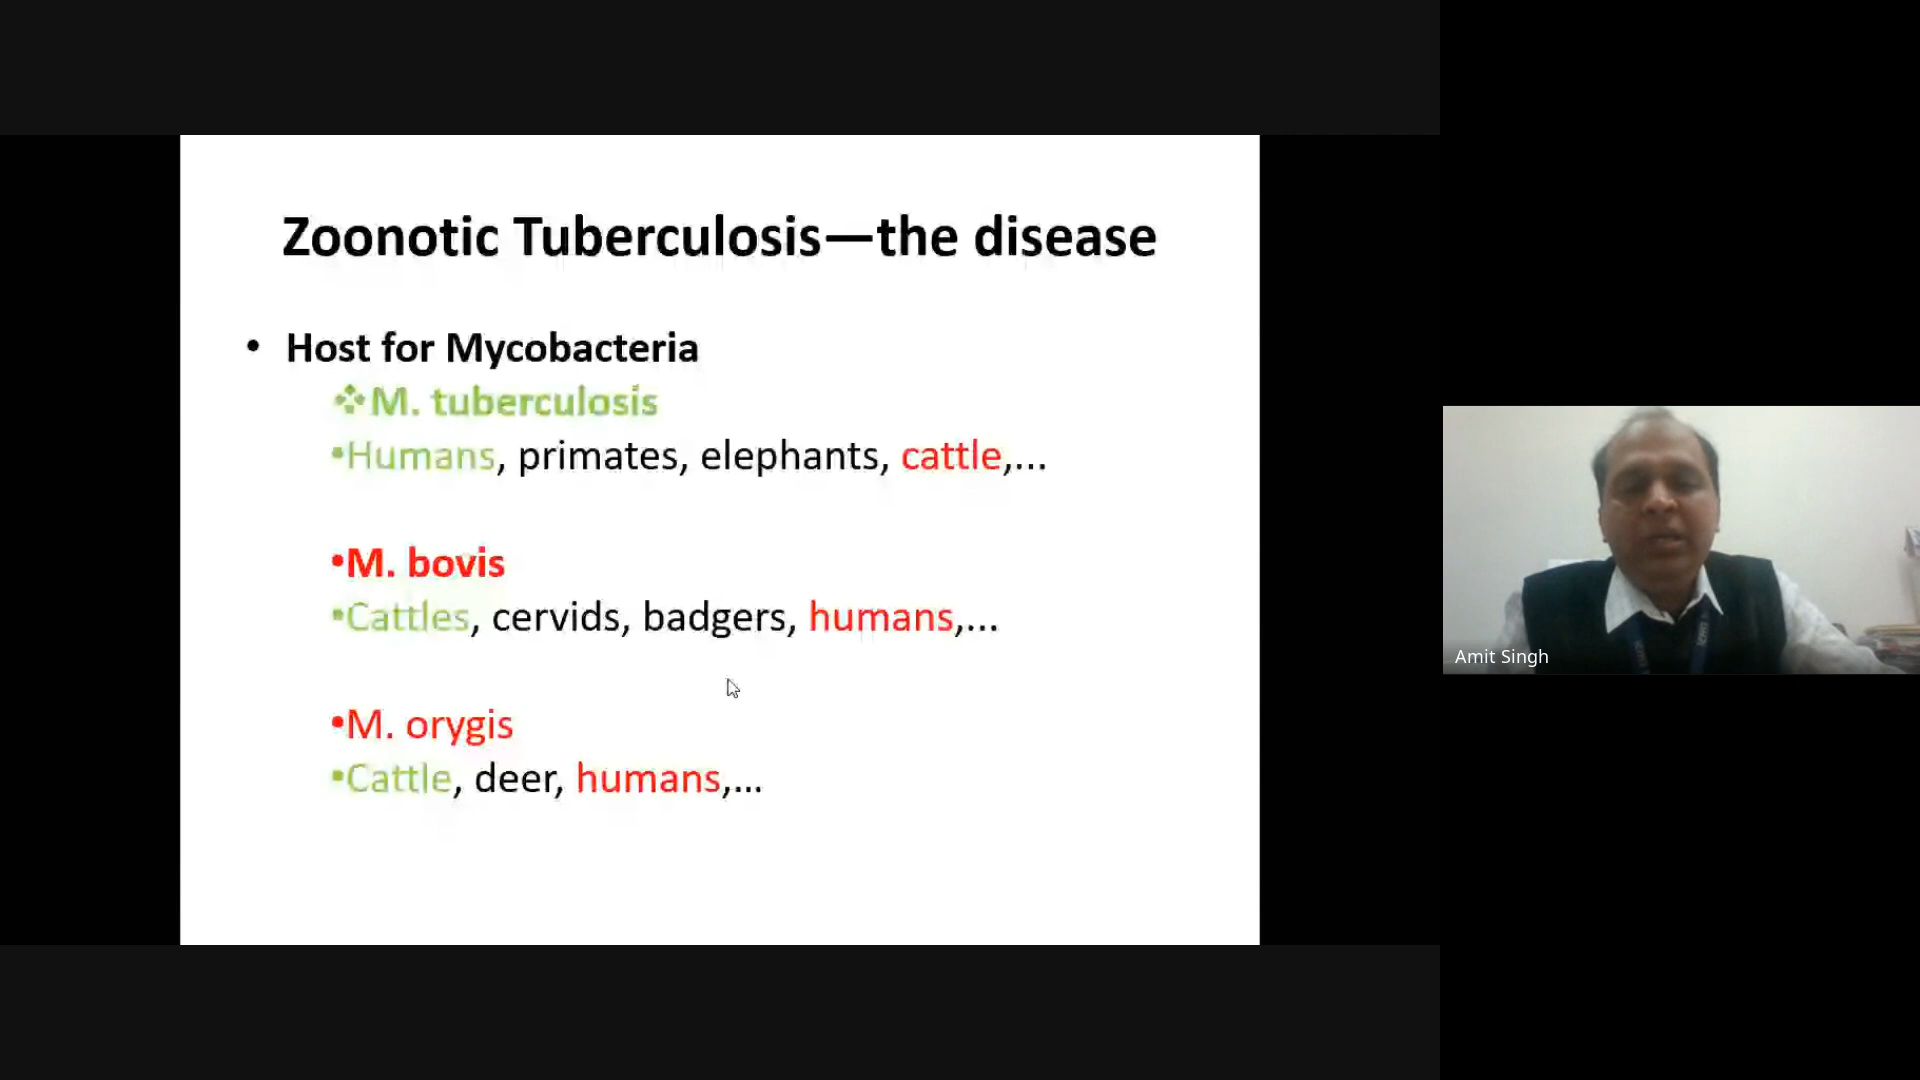 Zoonotic Tuberculosis—the disease
• Host for Mycobacteria
❖M. tuberculosis
•Humans, primates, elephants, cattle,...
•M. bovis
•Cattles, cervids, badgers, humans,...
•M. orygis
•Cattle, deer, humans,...
Amit Singh